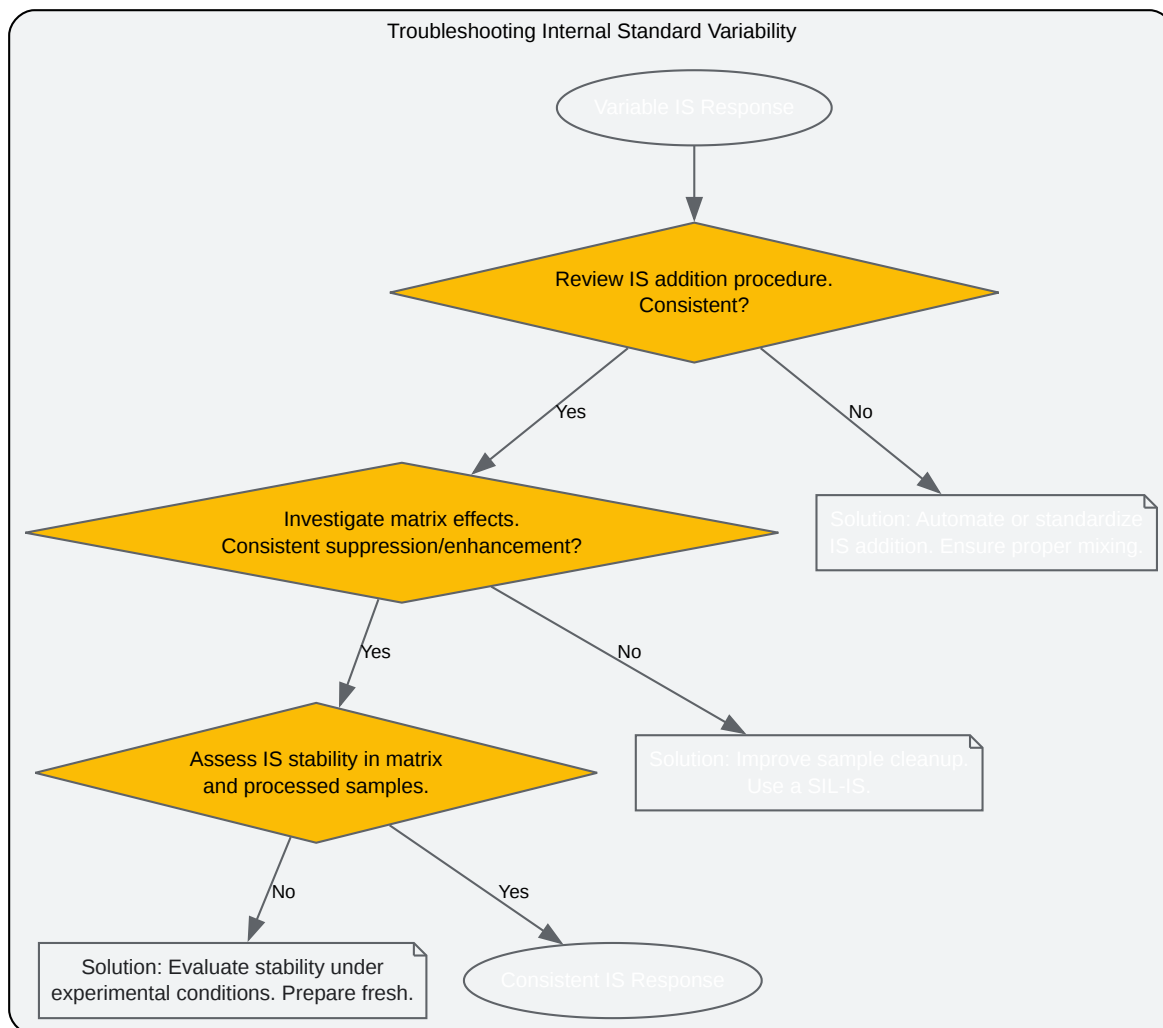 Troubleshooting Internal Standard Variability
Variable IS Response
Review IS addition procedure.
Consistent?
Yes
No
Investigate matrix effects.
Consistent suppression/enhancement?
Solution: Automate or standardize
IS addition. Ensure proper mixing.
Yes
No
Assess IS stability in matrix
and processed samples.
Solution: Improve sample cleanup.
Use a SIL-IS.
No
Yes
Solution: Evaluate stability under
experimental conditions. Prepare fresh.
Consistent IS Response